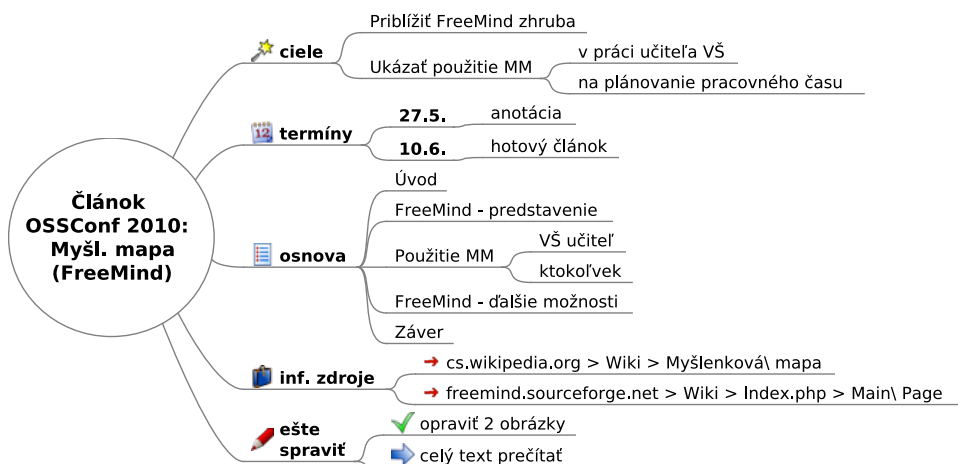 Článok
OSSConf 2010:
Myšl. mapa
(FreeMind)
ciele
Priblížiť FreeMind zhruba
Ukázať použitie MM
v práci učiteľa VŠ
na plánovanie pracovného času
12
termíny
27.5.
anotácia
10.6.
hotový článok
osnova
Úvod
FreeMind - predstavenie
Použitie MM
VŠ učiteľ
ktokoľvek
FreeMind - ďalšie možnosti
Záver
inf. zdroje
cs.wikipedia.org > Wiki > Myšlenková\ mapa
freemind.sourceforge.net > Wiki > Index.php > Main\ Page
ešte
spraviť
opraviť 2 obrázky
celý text prečítať